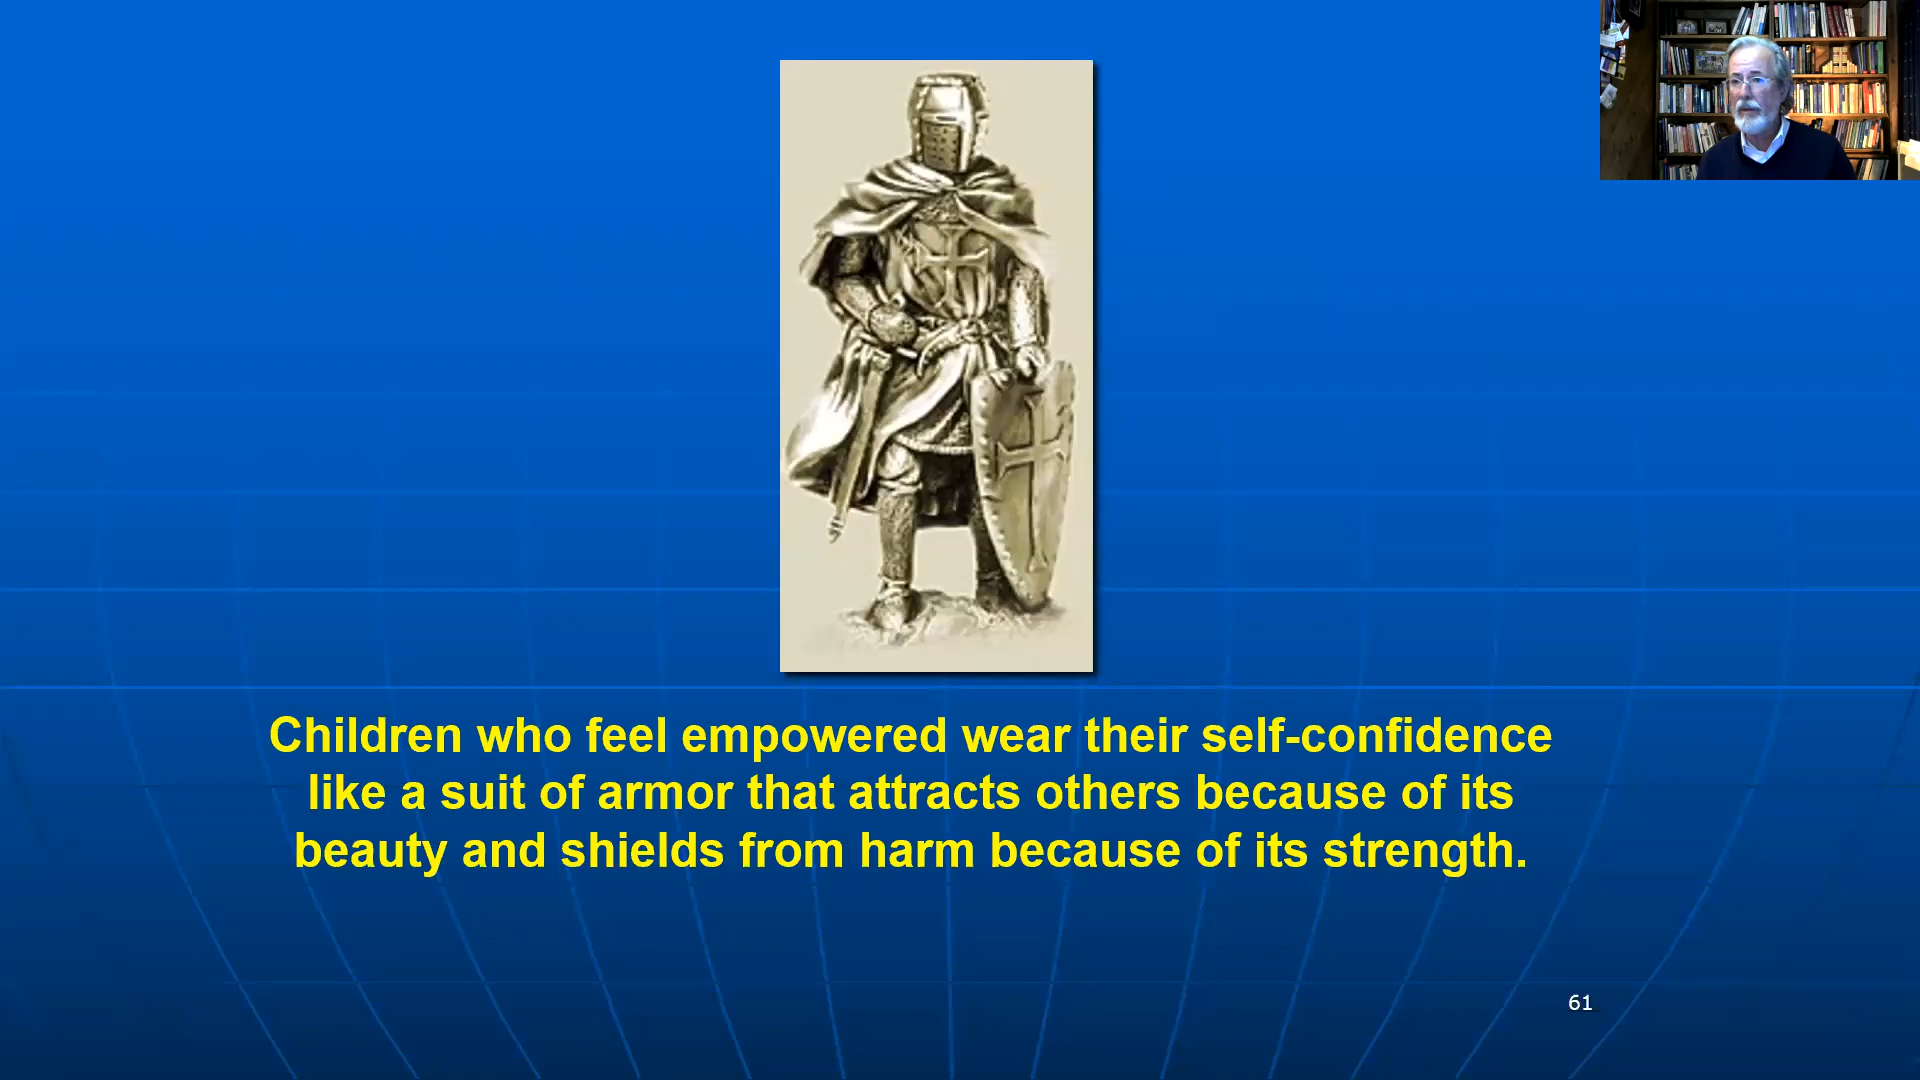 Children who feel empowered wear their self-confidence
like a suit of armor that attracts others because of its
beauty and shields from harm because of its strength.
61